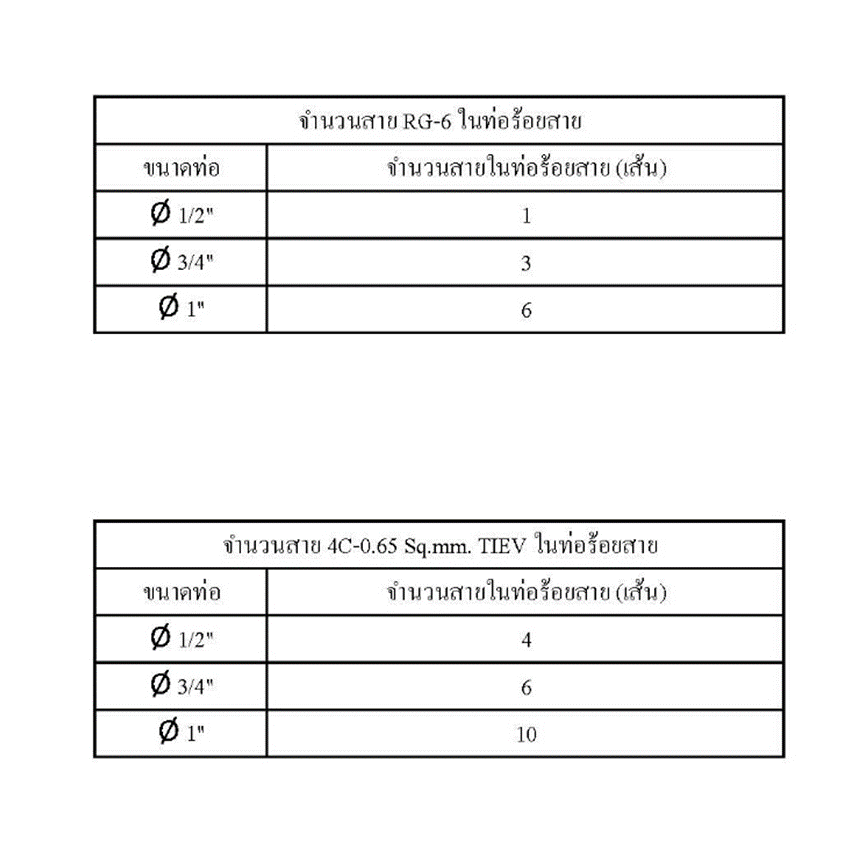 จำนวนสาย RG-6 ในท่อร้อยสาย
ขนาดท่อ จำนวนสายในท่อร้อยสาย (เส้น)
Ø 1/2" 1
Ø 3/4" 3
Ø 1" 6
จำนวนสาย 4C-0.65 Sq.mm. TIEV ในท่อร้อยสาย
ขนาดท่อ จำนวนสายในท่อร้อยสาย (เส้น)
Ø 1/2" 4
Ø 3/4" 6
Ø 1" 10